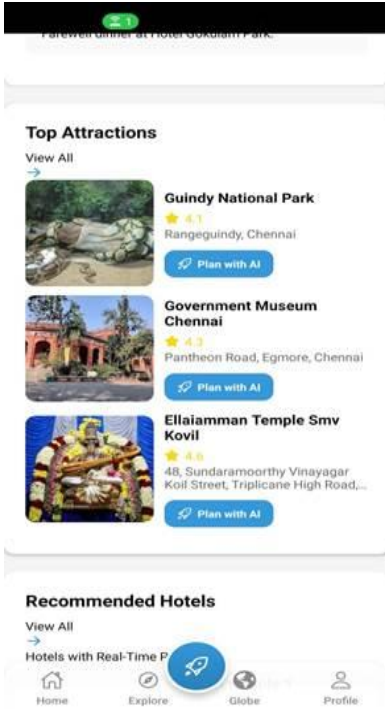 1
Farewell dinner at Hotel Gokulam Park.
Top Attractions
View All
Guindy National Park
4.1
Rangeguindy, Chennai
Plan with AI
Government Museum
Chennai
4.3
Pantheon Road, Egmore, Chennai
Plan with AI
Ellaiamman Temple Smv
Kovil
4.6
48, Sundaramoorthy Vinayagar
Koil Street, Triplicane High Road,...
Plan with AI
Recommended Hotels
View All
Hotels with Real-Time P
Home
Explore
Globe
Profile